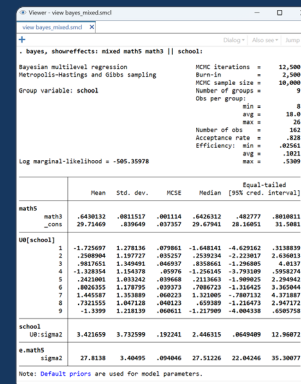 Viewer - view bayes_mixed.smcl
view bayes_mixed.smcl ×
+ Dialog Also see Jump
. bayes, showeffects: mixed math5 math3 || school:
Bayesian multilevel regression MCMC iterations = 12,500
Metropolis-Hastings and Gibbs sampling Burn-in = 2,500
MCMC sample size = 10,000
Group variable: school Number of groups = 9
Obs per group:
min = 8
avg = 18.0
max = 26
Number of obs = 162
Acceptance rate = .828
Efficiency: min = .02561
avg = .1021
Log marginal-likelihood = -505.35978 max = .5309
Equal-tailed
Mean Std. dev. MCSE Median [95% cred. interval]
math5
math3 .6430132 .0811517 .001114 .6426312 .482777 .8010811
_cons 29.71469 .839649 .037357 29.67941 28.16051 31.5081
U0[school]
1 -1.725697 1.278136 .079861 -1.648141 -4.629162 .3138839
2 .2508904 1.197727 .035257 .2539234 -2.223017 2.636013
3 .9817651 1.349491 .046937 .8358661 -1.296805 4.0137
4 -1.328354 1.154378 .05976 -1.256145 -3.793109 .5958274
5 .2421001 1.033242 .039668 .2113663 -1.909025 2.294942
6 .8026355 1.178795 .039373 .7086723 -1.316425 3.365044
7 1.445587 1.353889 .060223 1.321005 -.7807132 4.371887
8 .7321555 1.047128 .040123 .659389 -1.216473 2.947172
9 -1.3399 1.218139 .060611 -1.217909 -4.004338 .6505758
school
U0:sigma2 3.421659 3.732599 .192241 2.446315 .0649409 12.96072
e.math5
sigma2 27.8138 3.40495 .094046 27.51226 22.04246 35.30077
Note: Default priors are used for model parameters.